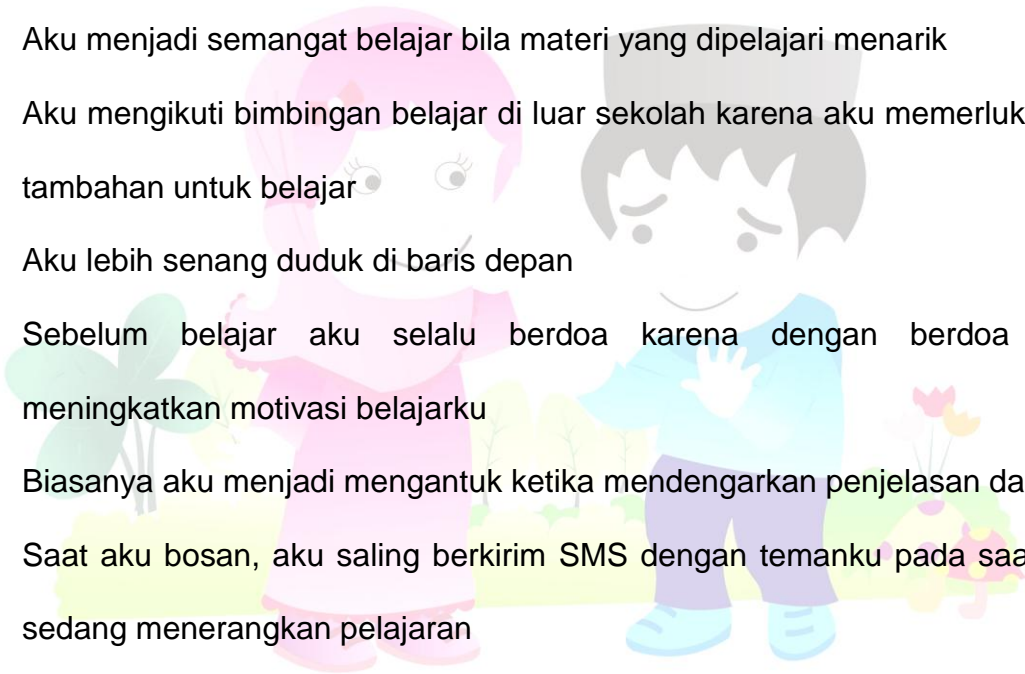 Aku menjadi semangat belajar bila materi yang dipelajari menarik
Aku mengikuti bimbingan belajar di luar sekolah karena aku memerluk
tambahan untuk belajar
Aku lebih senang duduk di baris depan
Sebelum belajar aku selalu berdoa karena dengan berdoa
meningkatkan motivasi belajarku
Biasanya aku menjadi mengantuk ketika mendengarkan penjelasan da
Saat aku bosan, aku saling berkirim SMS dengan temanku pada saa
sedang menerangkan pelajaran